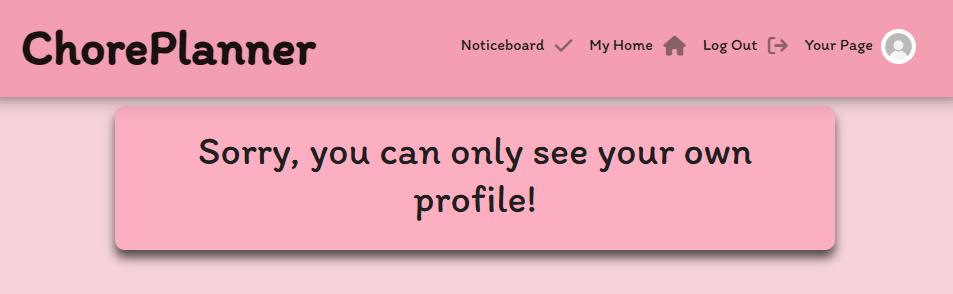 ChorePlanner
Noticeboard My Home Log Out Your Page
Sorry, you can only see your own
profile!